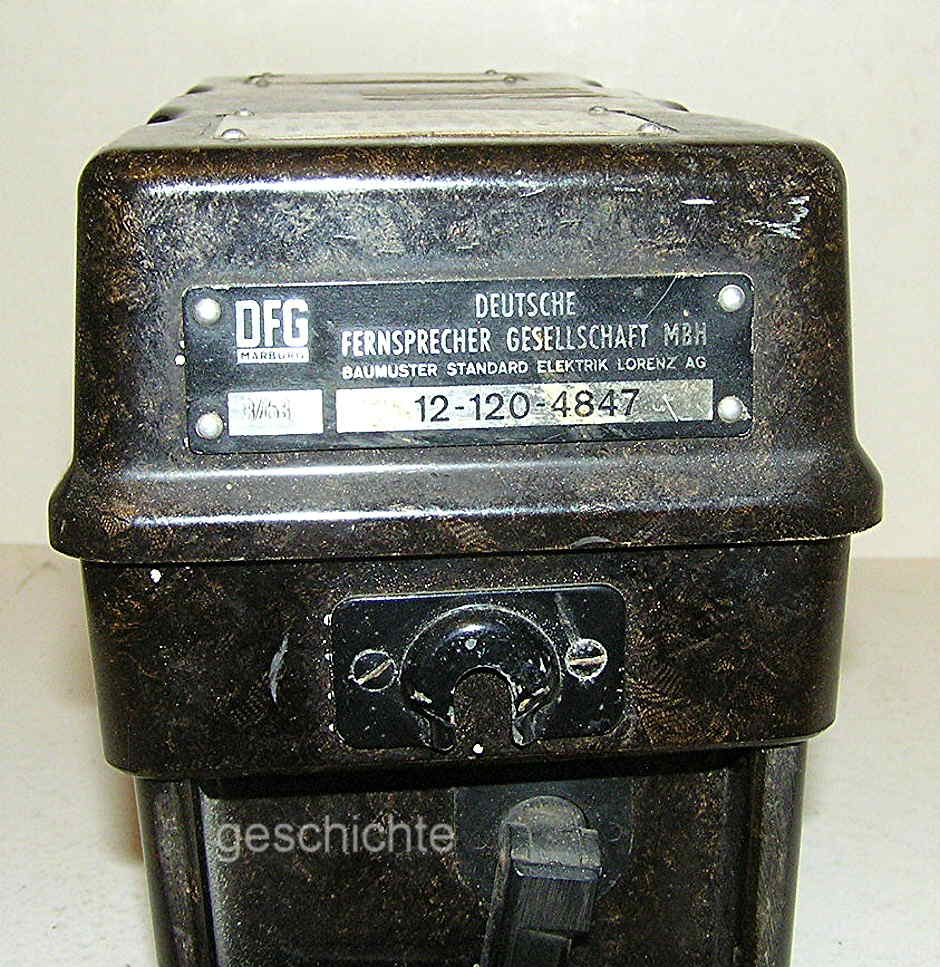 DFG
MARBURG
DEUTSCHE
FERNSPRECHER GESELLSCHAFT MBH
BAUMUSTER STANDARD ELEKTRIK LORENZ AG
12-120-4847
geschichte